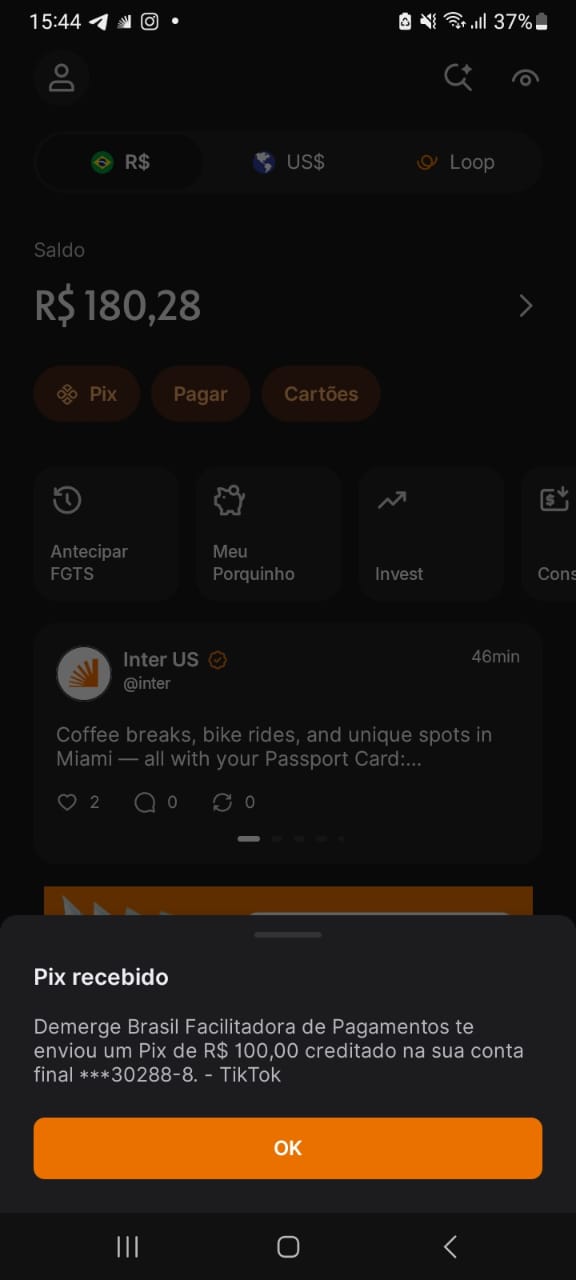 15:44
37%
R$
US$
Loop
Saldo
R$ 180,28
Pix
Pagar
Cartões
Antecipar
FGTS
Meu
Porquinho
Invest
Cons
Inter US
46min
@inter
Coffee breaks, bike rides, and unique spots in
Miami — all with your Passport Card:...
2
0
0
Pix recebido
Demerge Brasil Facilitadora de Pagamentos te
enviou um Pix de R$ 100,00 creditado na sua conta
final ***30288-8. - TikTok
OK